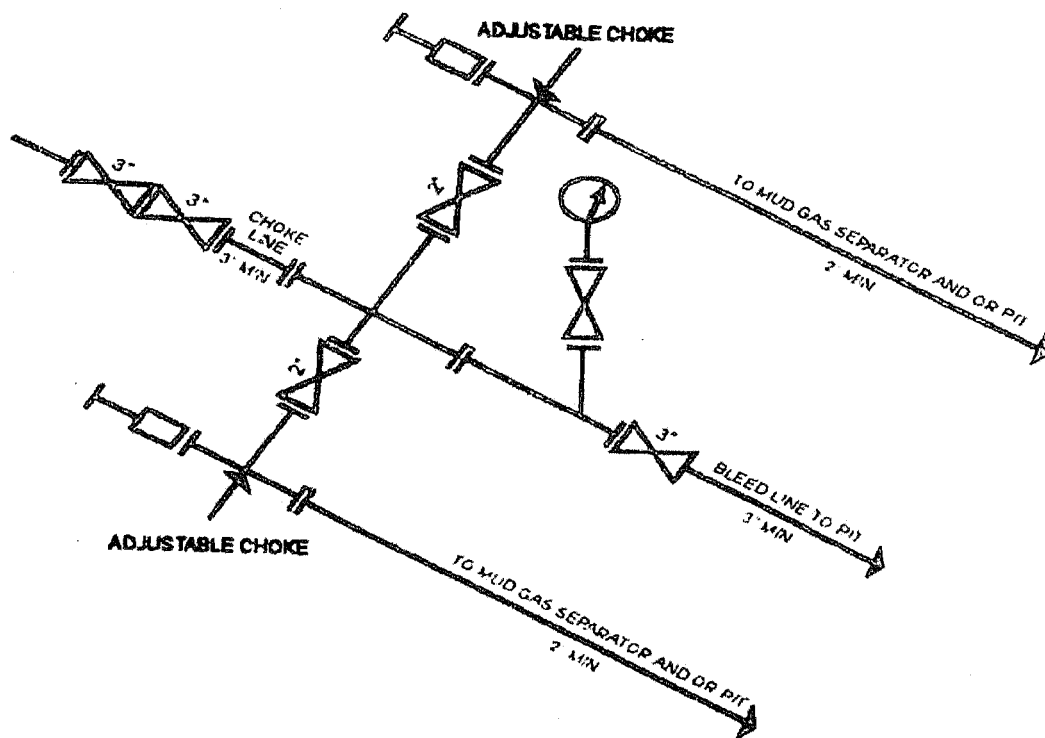 ADJUSTABLE CHOKE
3"
3"
CHOKE
LINE
3" MIN
2"
TO MUD GAS SEPARATOR AND OR PIT
2" MIN
2"
3"
BLEED LINE TO PIT
3" MIN
ADJUSTABLE CHOKE
TO MUD GAS SEPARATOR AND OR PIT
2" MIN